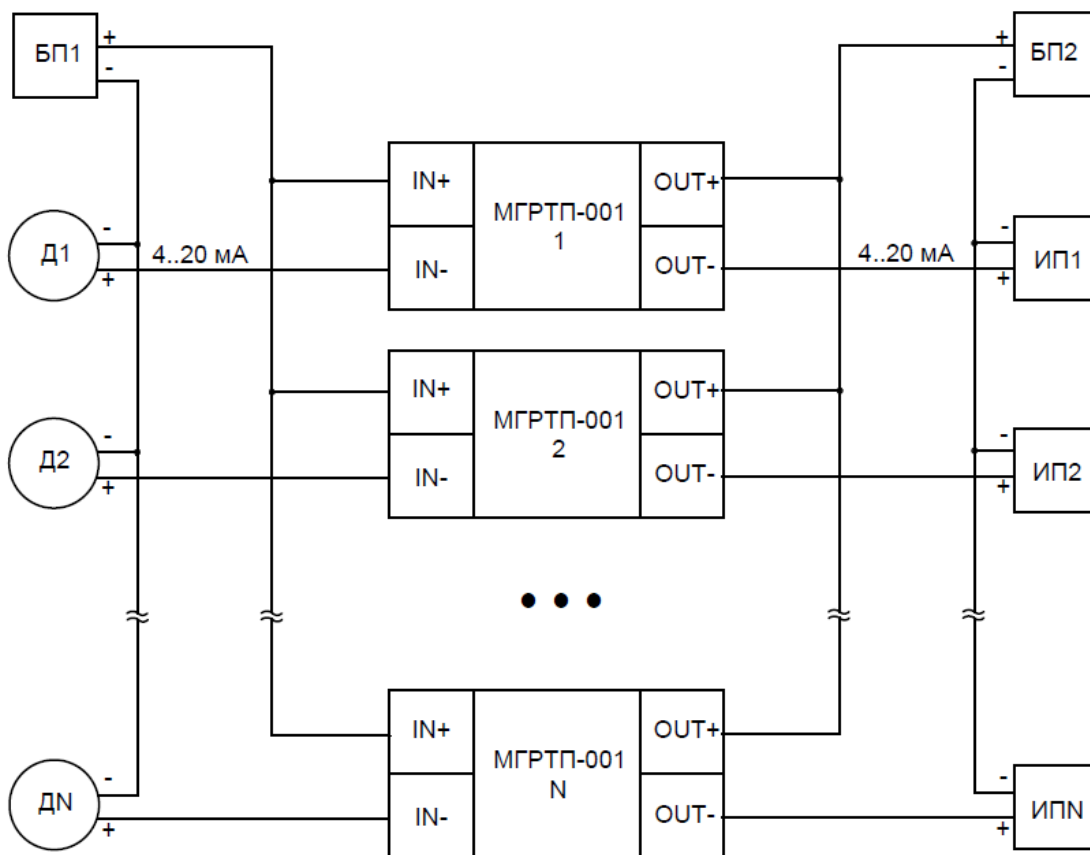 БП1
+
-
+
-
БП2
IN+
МГРТП-001
1
OUT+
IN-
OUT-
-
Д1
+
4..20 мА
4..20 мА
-
ИП1
+
IN+
МГРТП-001
2
OUT+
IN-
OUT-
-
Д2
+
-
ИП2
+
IN+
МГРТП-001
N
OUT+
IN-
OUT-
-
ДN
+
-
ИПN
+